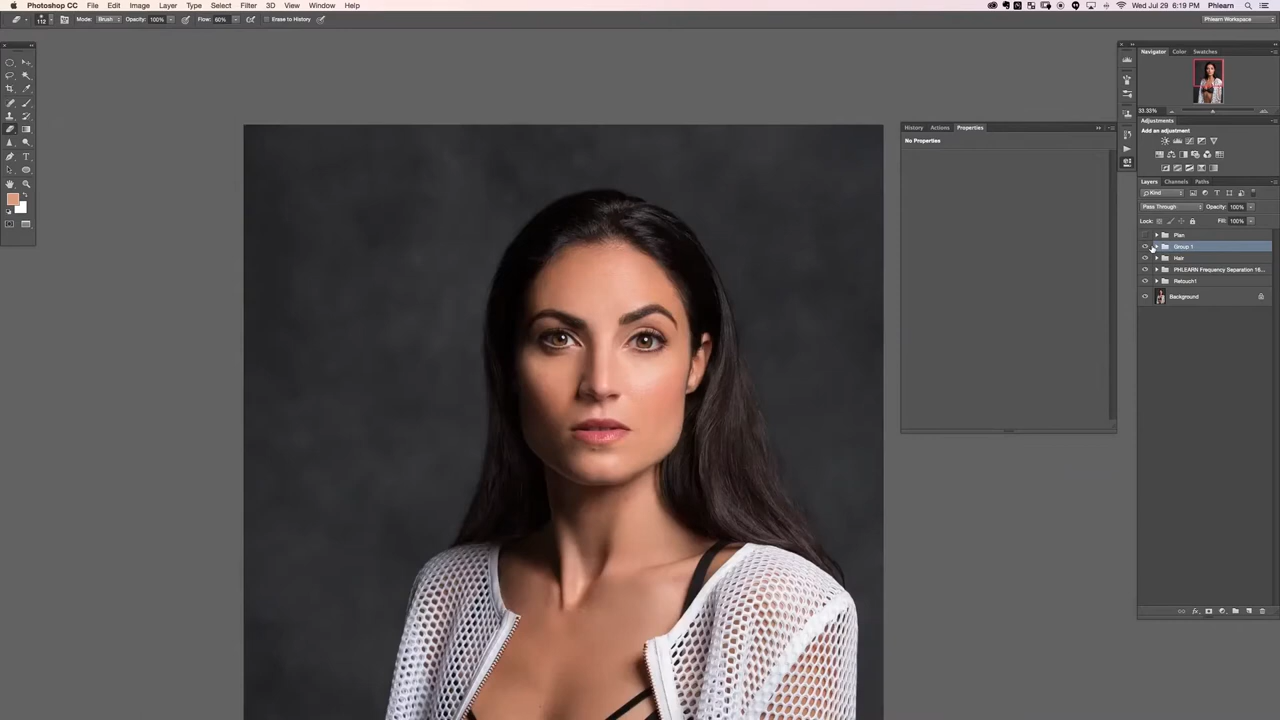 Photoshop CC File Edit Image Layer Type Select Filter 3D View Window Help Wed Jul 29 6:19 PM Phlearn
112 Mode: Brush Opacity: 100% Flow: 60% Erase to History Phlearn Workspace
Navigator Color Swatches
33.33%
Adjustments
Add an adjustment
History Actions Properties
No Properties
Layers Channels Paths
Kind
Pass Through Opacity: 100%
Lock: Fill: 100%
Plan
Group 1
Hair
PHLEARN Frequency Separation 16...
Retouch1
Background